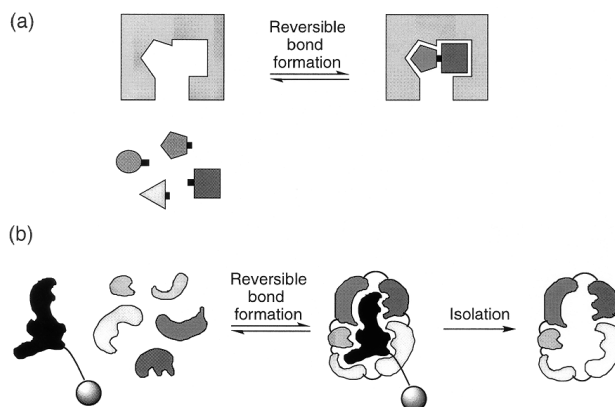 (a)
Reversible
bond
formation
(b)
Reversible
bond
formation
Isolation